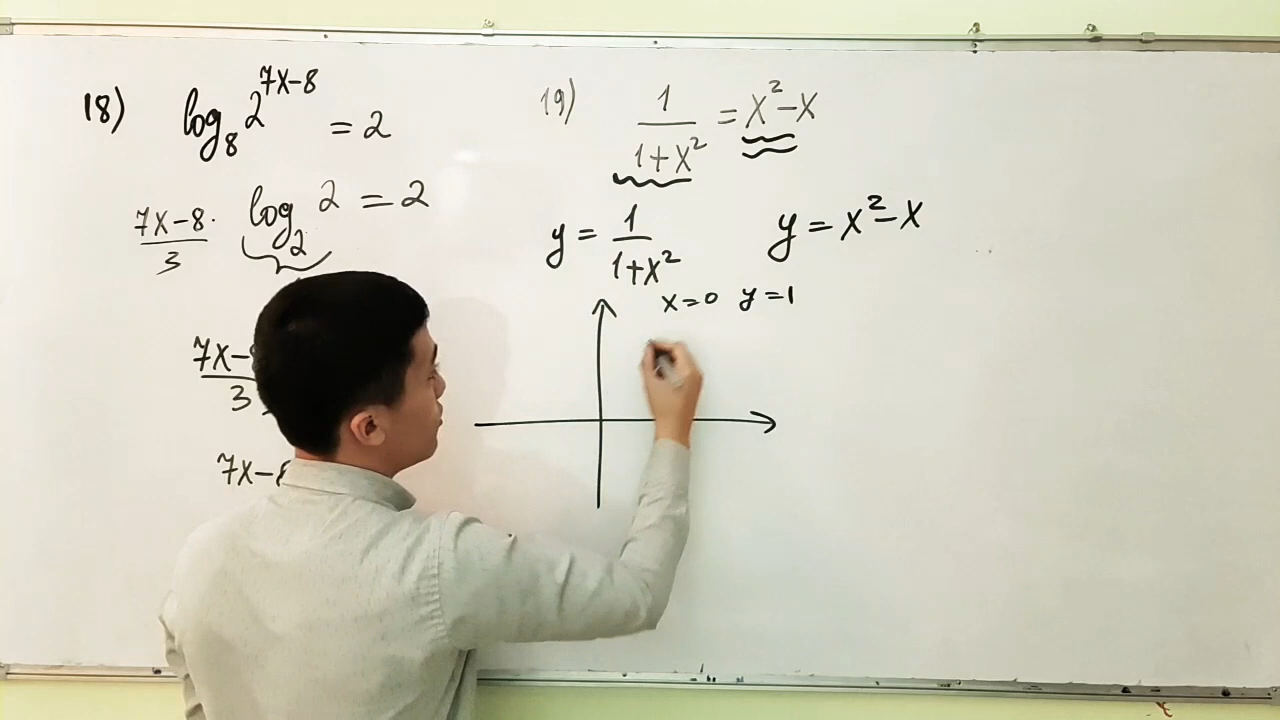 18) log₈ 2^(7x-8) = 2
(7x-8)/3 · log₂ 2 = 2
7x-8
3
7x-8
19) 1/(1+x²) = x²-x
y = 1/(1+x²) y = x²-x
x=0 y=1